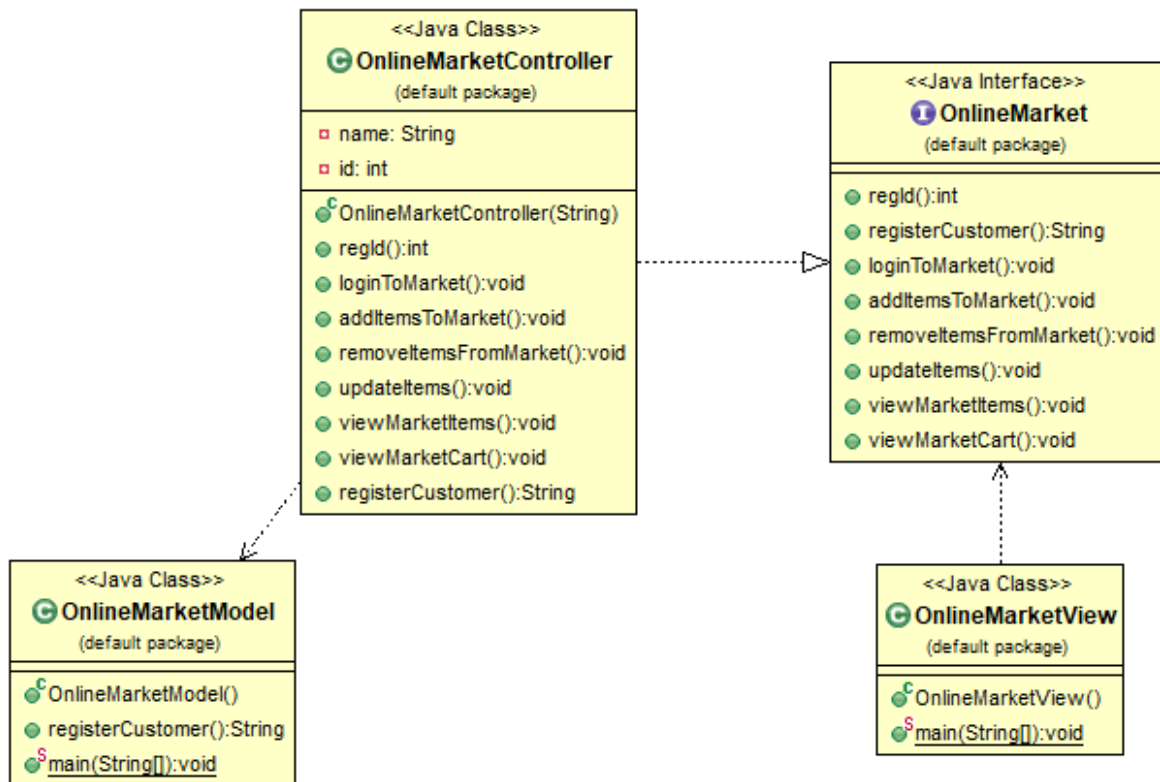 <<Java Class>>
OnlineMarketController
(default package)
name: String
id: int
OnlineMarketController(String)
regId():int
loginToMarket():void
addItemsToMarket():void
removeItemsFromMarket():void
updateItems():void
viewMarketItems():void
viewMarketCart():void
registerCustomer():String
<<Java Interface>>
OnlineMarket
(default package)
regId():int
registerCustomer():String
loginToMarket():void
addItemsToMarket():void
removeItemsFromMarket():void
updateItems():void
viewMarketItems():void
viewMarketCart():void
<<Java Class>>
OnlineMarketModel
(default package)
OnlineMarketModel()
registerCustomer():String
main(String[]):void
<<Java Class>>
OnlineMarketView
(default package)
OnlineMarketView()
main(String[]):void